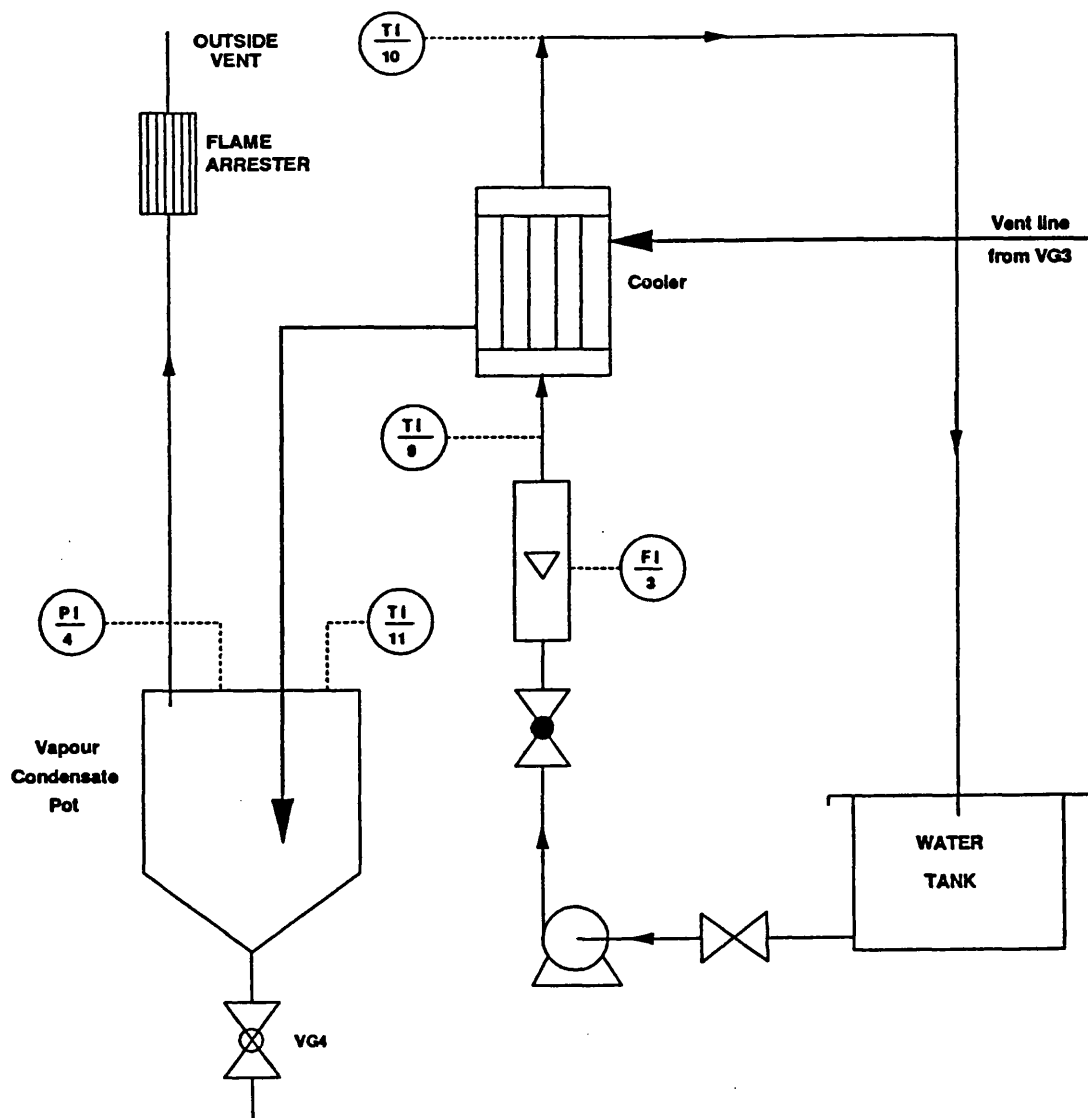 OUTSIDE
VENT
FLAME
ARRESTER
TI
10
Vent line
from VG3
Cooler
TI
9
FI
3
PI
4
TI
11
Vapour
Condensate
Pot
WATER
TANK
VG4